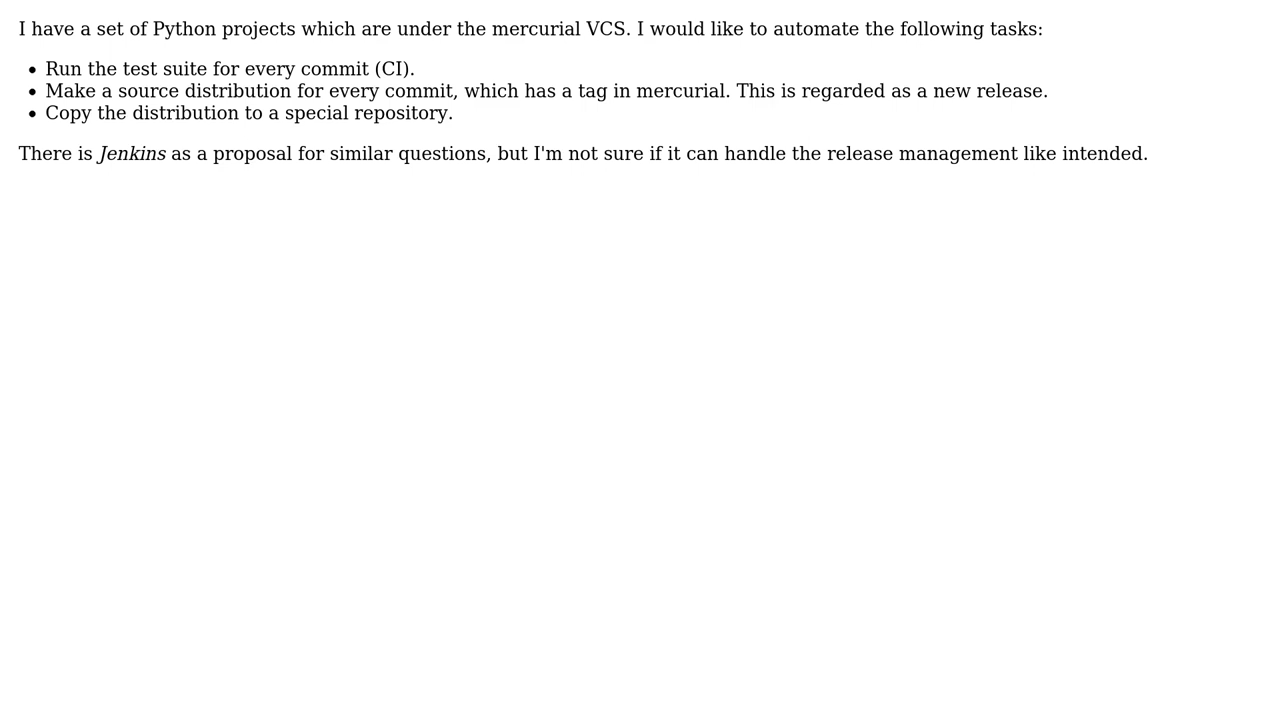 I have a set of Python projects which are under the mercurial VCS. I would like to automate the following tasks:
• Run the test suite for every commit (CI).
• Make a source distribution for every commit, which has a tag in mercurial. This is regarded as a new release.
• Copy the distribution to a special repository.
There is Jenkins as a proposal for similar questions, but I'm not sure if it can handle the release management like intended.